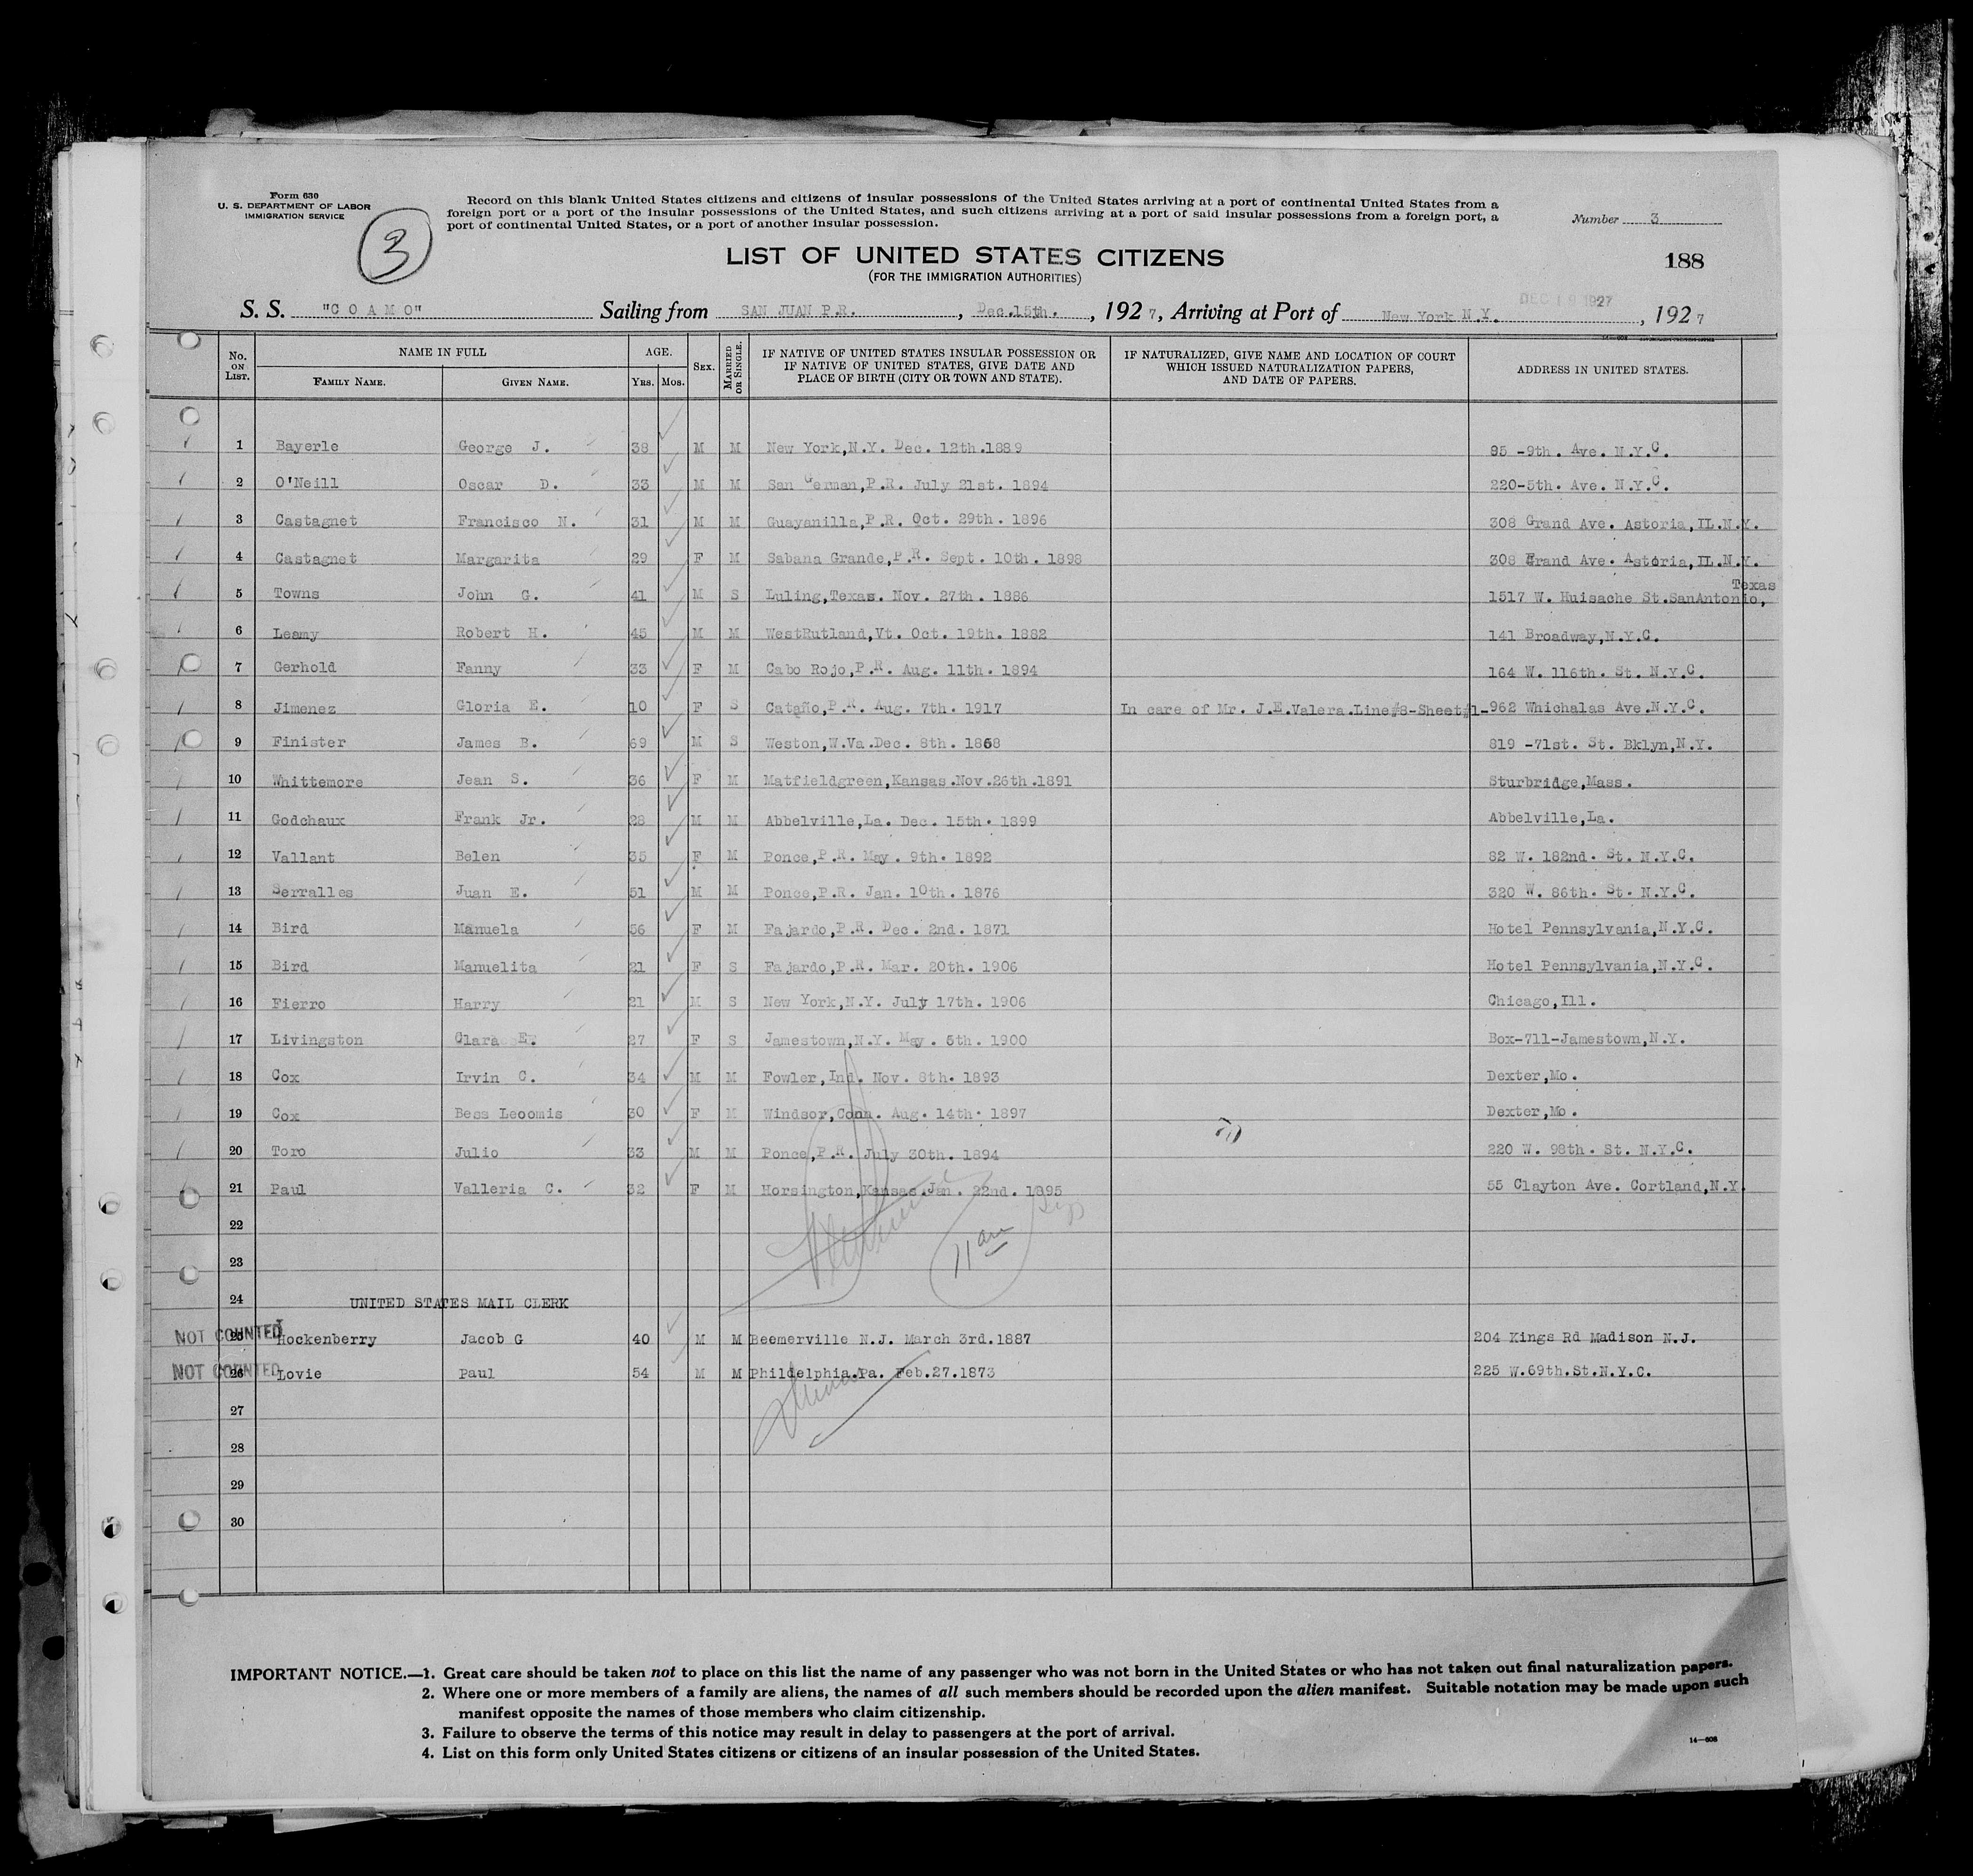 Form 630
U. S. DEPARTMENT OF LABOR
IMMIGRATION SERVICE
3
Record on this blank United States citizens and citizens of insular possessions of the United States arriving at a port of continental United States from a
foreign port or a port of the insular possessions of the United States, and such citizens arriving at a port of said insular possessions from a foreign port, a
port of continental United States, or a port of another insular possession.
Number 3
LIST OF UNITED STATES CITIZENS
(FOR THE IMMIGRATION AUTHORITIES)
188
S. S. "COAMO" Sailing from SAN JUAN P.R., Dec.15th., 1927, Arriving at Port of New York N.Y. DEC 19 1927, 1927
No. ON LIST. NAME IN FULL FAMILY NAME. GIVEN NAME. AGE. YRS. MOS. SEX. MARRIED OR SINGLE. IF NATIVE OF UNITED STATES INSULAR POSSESSION OR IF NATIVE OF UNITED STATES, GIVE DATE AND PLACE OF BIRTH (CITY OR TOWN AND STATE). IF NATURALIZED, GIVE NAME AND LOCATION OF COURT WHICH ISSUED NATURALIZATION PAPERS, AND DATE OF PAPERS. ADDRESS IN UNITED STATES.
1 Bayerle George J. 38 M M New York,N.Y. Dec. 12th.1889 95 -9th. Ave. N.Y.C.
2 O'Neill Oscar D. 33 M M San German,P.R. July 21st. 1894 220-5th. Ave. N.Y.C.
3 Castagnet Francisco N. 31 M M Guayanilla,P.R. Oct. 29th. 1896 308 Grand Ave. Astoria,IL.N.Y.
4 Castagnet Margarita 29 F M Sabana Grande,P.R. Sept. 10th. 1898 308 Grand Ave. Astoria,IL.N.Y.
5 Towns John G. 41 M S Luling,Texas. Nov. 27th. 1886 1517 W. Huisache St.SanAntonio, Texas
6 Leamy Robert H. 45 M M WestRutland,Vt. Oct. 19th. 1882 141 Broadway,N.Y.C.
7 Gerhold Fanny 33 F M Cabo Rojo,P.R. Aug. 11th. 1894 164 W. 116th. St. N.Y.C.
8 Jimenez Gloria E. 10 F S Cataño,P.R. Aug. 7th. 1917 In care of Mr. J.E.Valera.Line#8-Sheet#1- 962 Whichalas Ave.N.Y.C.
9 Finister James B. 69 M S Weston,W.Va.Dec. 8th. 1868 819 -71st. St. Bklyn,N.Y.
10 Whittemore Jean S. 36 F M Matfieldgreen,Kansas.Nov.26th.1891 Sturbridge,Mass.
11 Godchaux Frank Jr. 28 M M Abbelville,La. Dec. 15th. 1899 Abbelville,La.
12 Vallant Belen 35 F M Ponce,P.R. May. 9th. 1892 82 W. 182nd. St. N.Y.C.
13 Serralles Juan E. 51 M M Ponce,P.R. Jan. 10th. 1876 320 W. 86th. St. N.Y.C.
14 Bird Manuela 56 F M Fajardo,P.R. Dec. 2nd. 1871 Hotel Pennsylvania,N.Y.C.
15 Bird Manuelita 21 F S Fajardo,P.R. Mar. 20th. 1906 Hotel Pennsylvania,N.Y.C.
16 Fierro Harry 21 M S New York,N.Y. July 17th. 1906 Chicago,Ill.
17 Livingston Clara E. 27 F S Jamestown,N.Y. May. 5th. 1900 Box-711-Jamestown,N.Y.
18 Cox Irvin C. 34 M M Fowler,Ind. Nov. 8th. 1893 Dexter,Mo.
19 Cox Bess Leoomis 30 F M Windsor,Conn. Aug. 14th. 1897 Dexter,Mo.
20 Toro Julio 33 M M Ponce,P.R. July 30th. 1894 220 W. 98th. St. N.Y.C.
21 Paul Valleria C. 32 F M Horsington,Kansas.Jan. 22nd. 1895 55 Clayton Ave. Cortland,N.Y.
22
23
11 am
24 UNITED STATES MAIL CLERK
NOT COUNTED 25 Hockenberry Jacob G 40 M M Beemerville N.J. March 3rd.1887 204 Kings Rd Madison N.J.
NOT COUNTED 26 Lovie Paul 54 M M Phildelphia.Pa. Feb.27.1873 225 W.69th.St.N.Y.C.
27
28
29
30
IMPORTANT NOTICE.—1. Great care should be taken not to place on this list the name of any passenger who was not born in the United States or who has not taken out final naturalization papers.
2. Where one or more members of a family are aliens, the names of all such members should be recorded upon the alien manifest. Suitable notation may be made upon such
manifest opposite the names of those members who claim citizenship.
3. Failure to observe the terms of this notice may result in delay to passengers at the port of arrival.
4. List on this form only United States citizens or citizens of an insular possession of the United States.
14—608